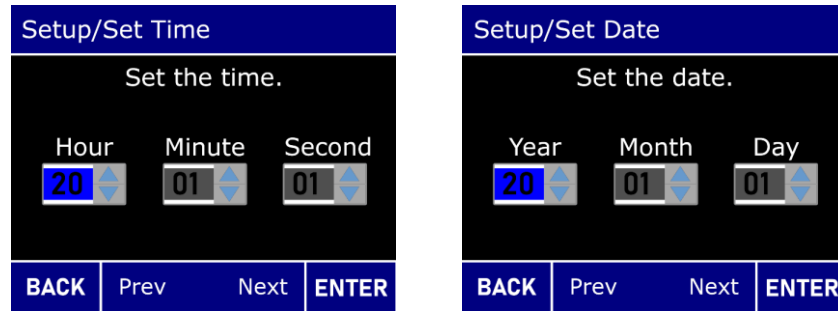 Setup/Set Time
Set the time.
Hour Minute Second
20 01 01
BACK Prev Next ENTER
Setup/Set Date
Set the date.
Year Month Day
20 01 01
BACK Prev Next ENTER